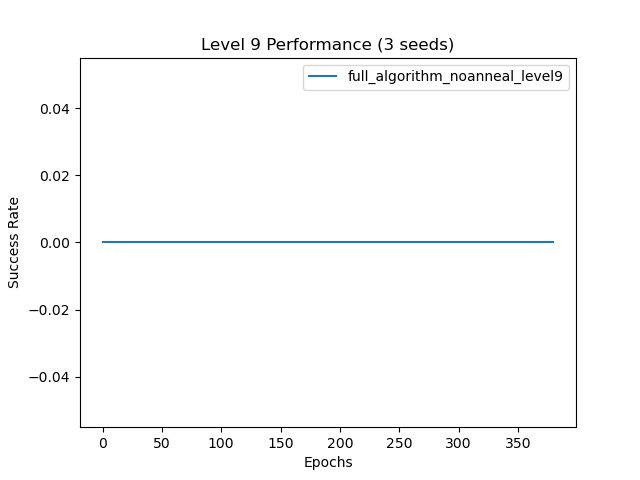 Level 9 Performance (3 seeds)
full_algorithm_noanneal_level9
Success Rate
0.04
0.02
0.00
−0.02
−0.04
0 50 100 150 200 250 300 350
Epochs